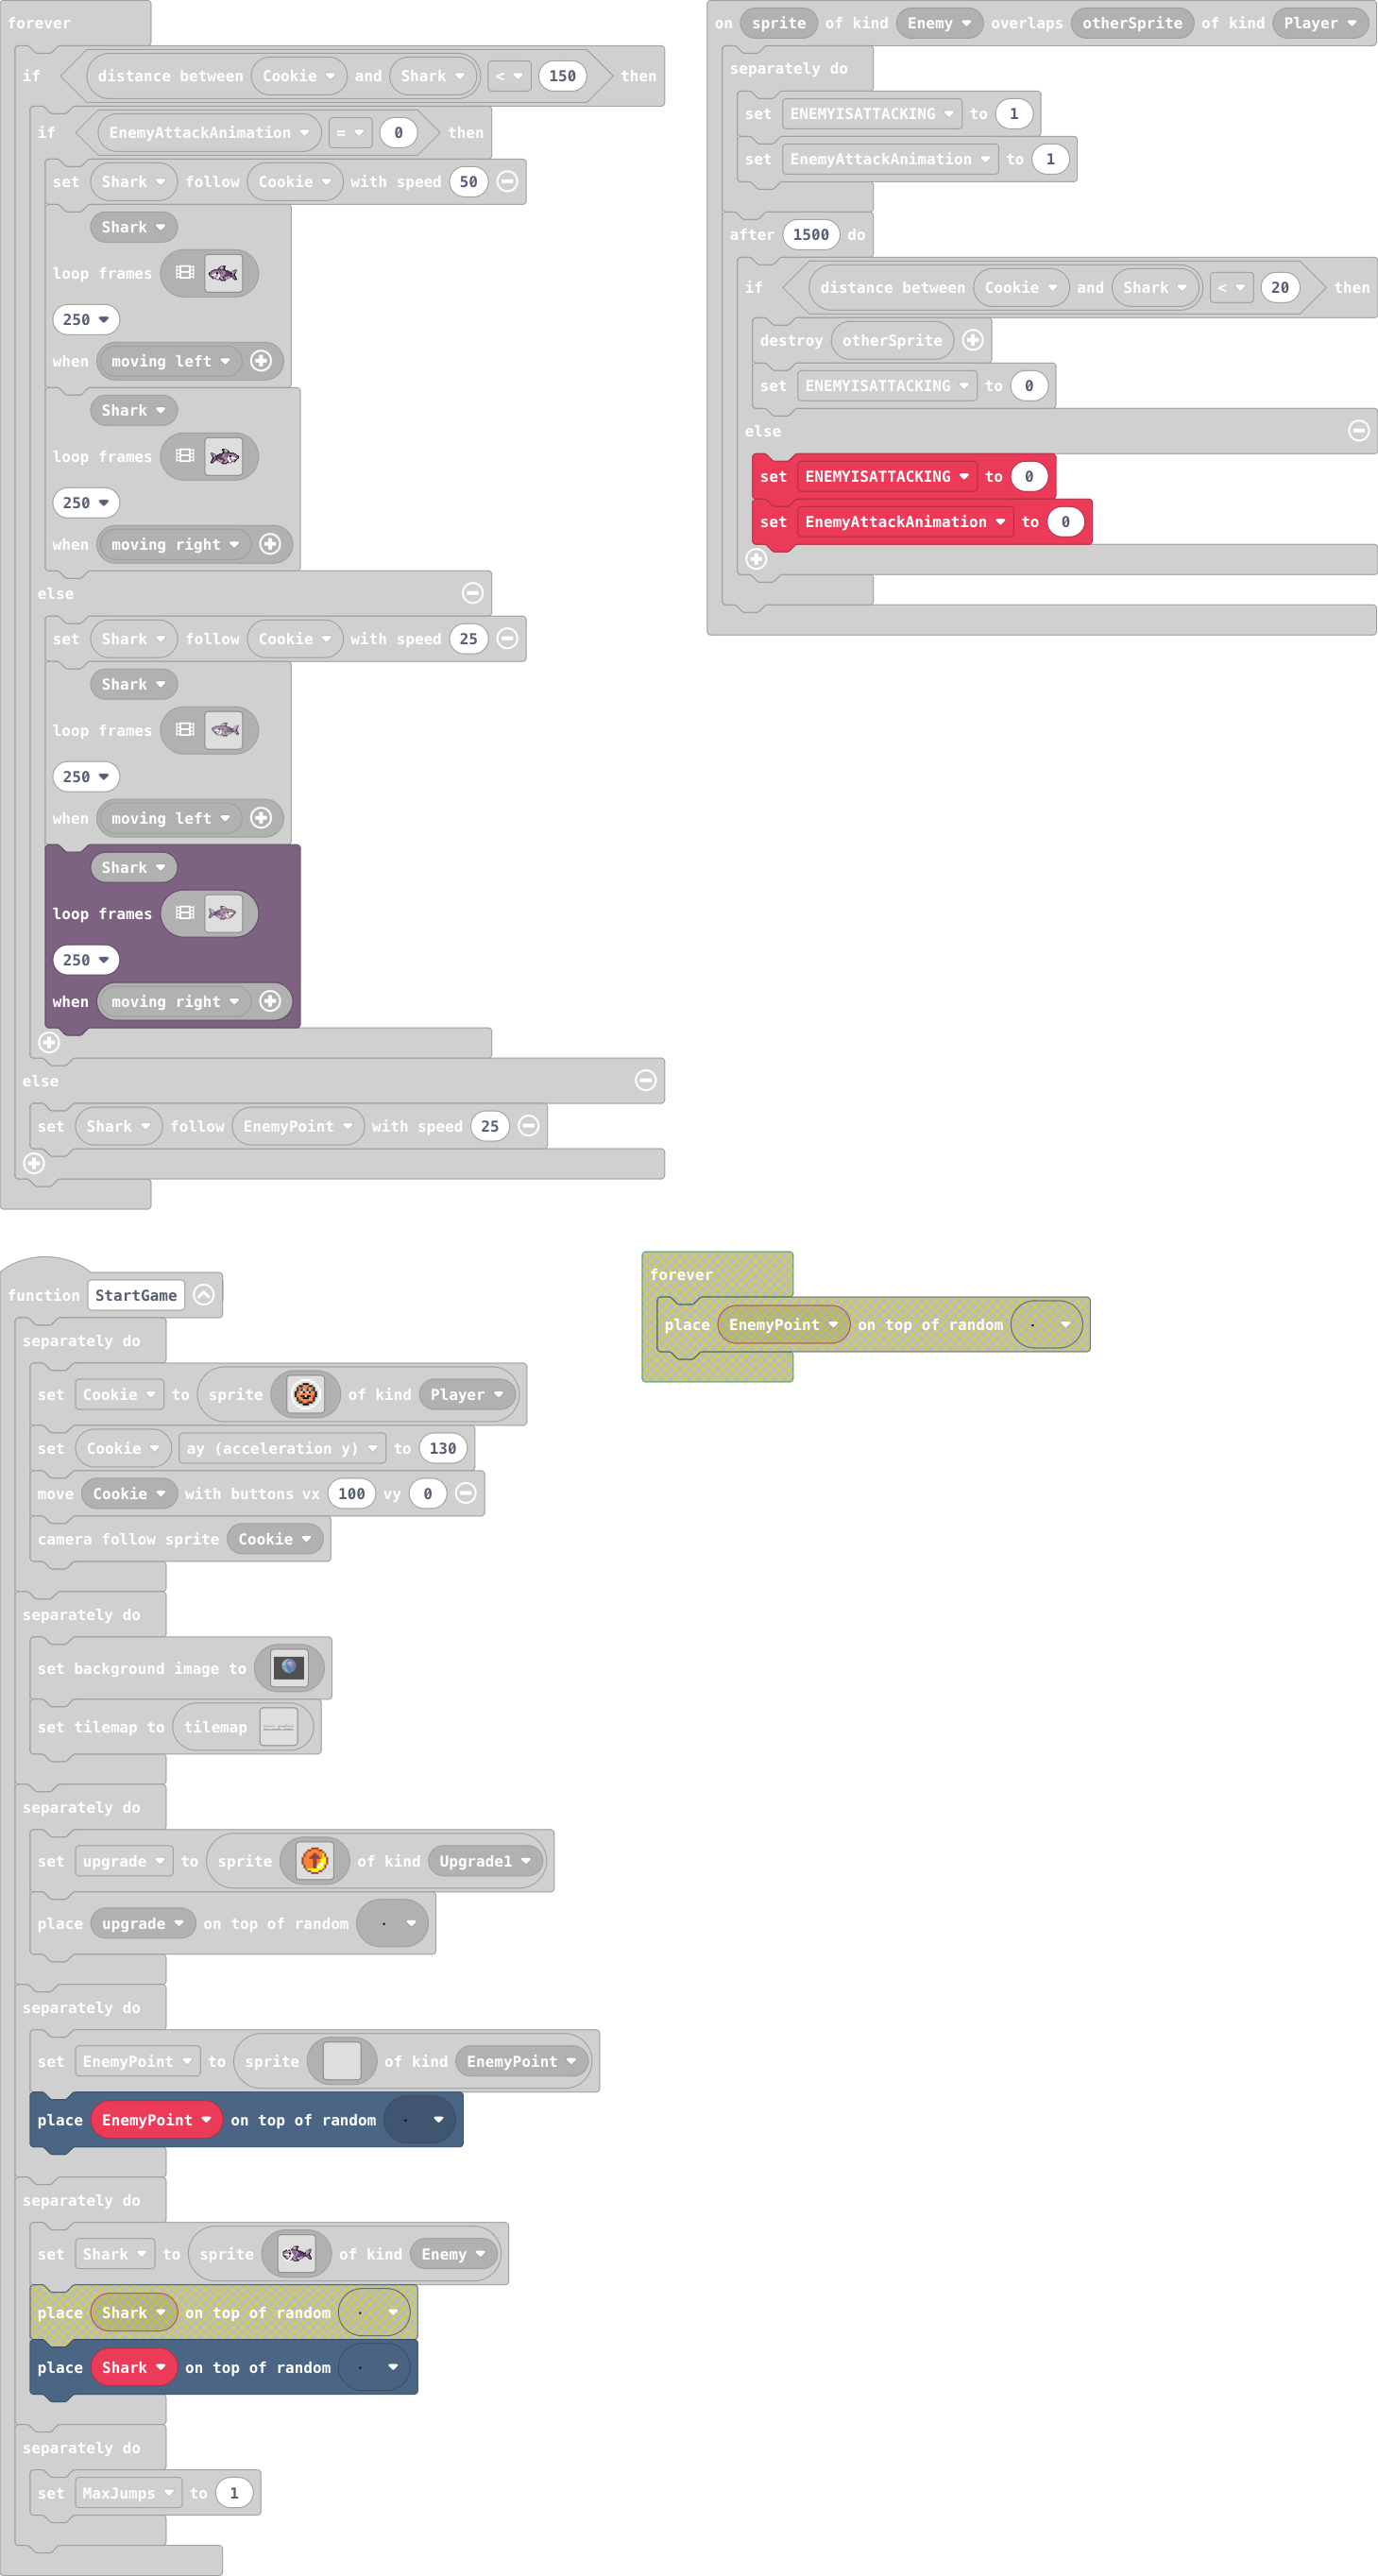 forever
if distance between Cookie and Shark < 150 then
if EnemyAttackAnimation = 0 then
set Shark follow Cookie with speed 50
Shark
loop frames
250
when moving left
Shark
loop frames
250
when moving right
else
set Shark follow Cookie with speed 25
Shark
loop frames
250
when moving left
Shark
loop frames
250
when moving right
else
set Shark follow EnemyPoint with speed 25
on sprite of kind Enemy overlaps otherSprite of kind Player
separately do
set ENEMYISATTACKING to 1
set EnemyAttackAnimation to 1
after 1500 do
if distance between Cookie and Shark < 20 then
destroy otherSprite
set ENEMYISATTACKING to 0
else
set ENEMYISATTACKING to 0
set EnemyAttackAnimation to 0
function StartGame
separately do
set Cookie to sprite of kind Player
set Cookie ay (acceleration y) to 130
move Cookie with buttons vx 100 vy 0
camera follow sprite Cookie
separately do
set background image to
set tilemap to tilemap
separately do
set upgrade to sprite of kind Upgrade1
place upgrade on top of random
separately do
set EnemyPoint to sprite of kind EnemyPoint
place EnemyPoint on top of random
separately do
set Shark to sprite of kind Enemy
place Shark on top of random
place Shark on top of random
separately do
set MaxJumps to 1
forever
place EnemyPoint on top of random